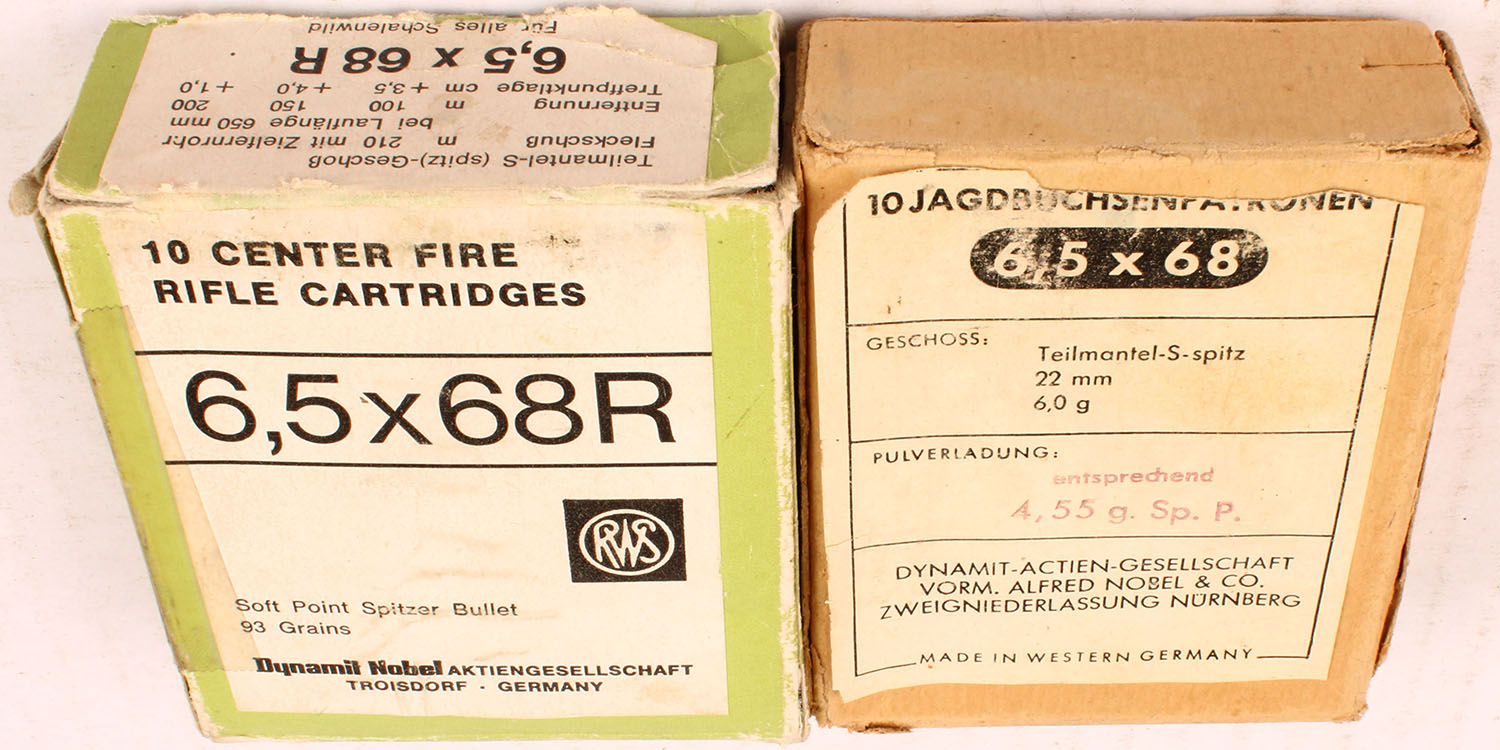 Für alles Schalenwild
6,5 x 68 R
Treffpunktlage cm + 3,5 + 4,0 + 1,0
Entfernung m 100 150 200
bei Lauflänge 650 mm
Fleckschuß m 210 mit Zielfernrohr
Teilmantel-S (spitz)-Geschoß
10 CENTER FIRE
RIFLE CARTRIDGES
6,5x68R
RWS
Soft Point Spitzer Bullet
93 Grains
Dynamit Nobel AKTIENGESELLSCHAFT
TROISDORF · GERMANY
10 JAGDBÜCHSENPATRONEN
6,5 x 68
GESCHOSS:
Teilmantel-S-spitz
22 mm
6,0 g
PULVERLADUNG:
entsprechend
4,55 g. Sp. P.
DYNAMIT-ACTIEN-GESELLSCHAFT
VORM. ALFRED NOBEL & CO.
ZWEIGNIEDERLASSUNG NÜRNBERG
MADE IN WESTERN GERMANY